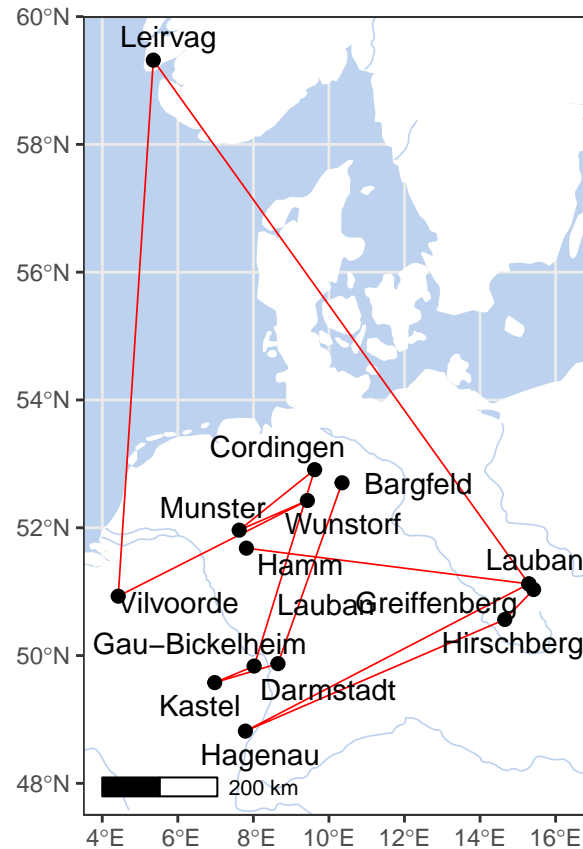 60°N
Leirvag
58°N
56°N
54°N
Cordingen
Bargfeld
Munster
Wunstorf
52°N
Hamm
Lauban
Vilvoorde
Lauban
Greiffenberg
Gau−Bickelheim
Hirschberg
50°N
Darmstadt
Kastel
Hagenau
48°N
200 km
4°E 6°E 8°E 10°E 12°E 14°E 16°E